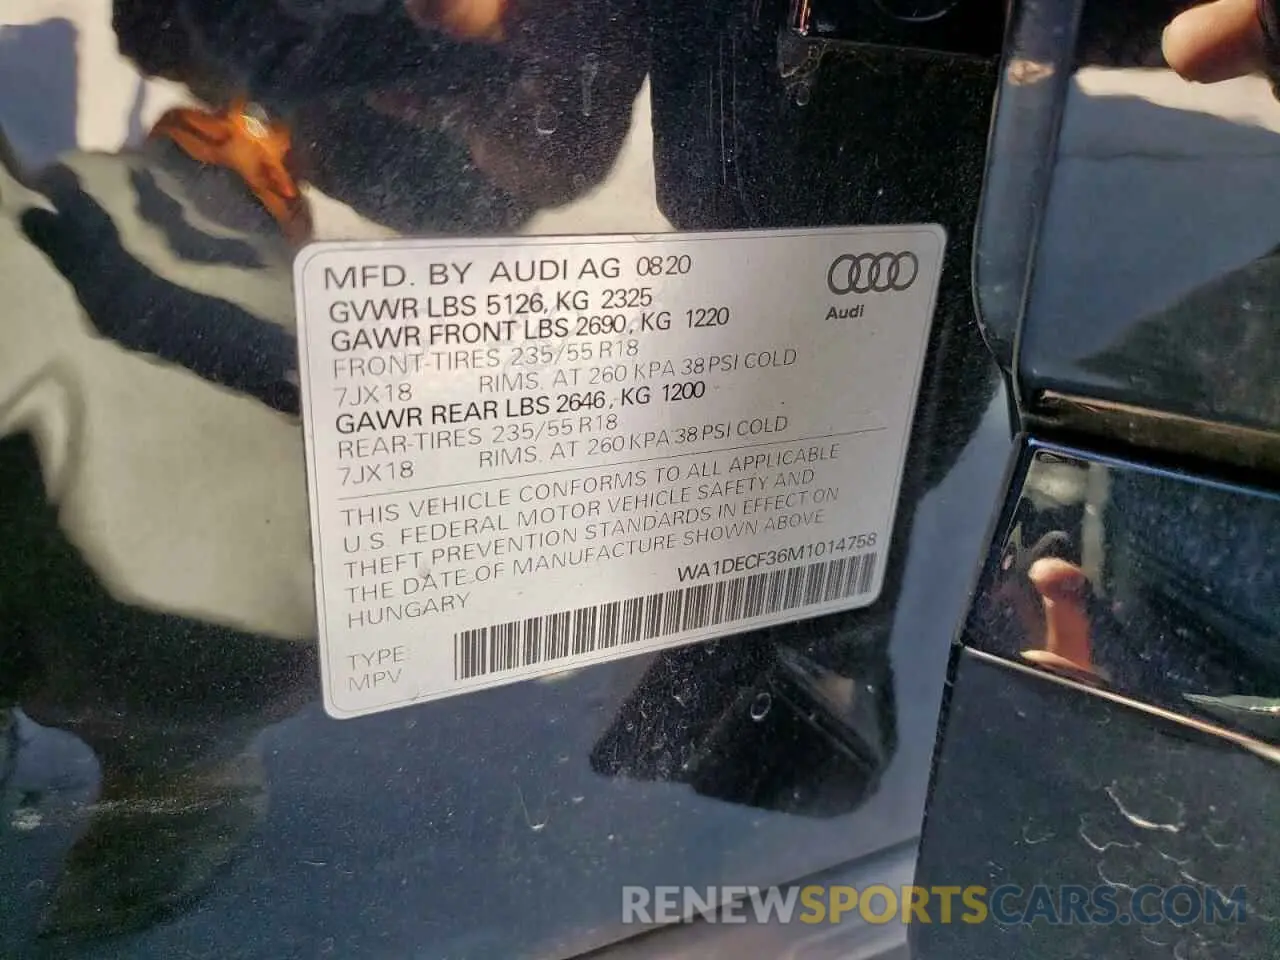 MFD. BY AUDI AG 0820
GVWR LBS 5126, KG 2325
GAWR FRONT LBS 2690, KG 1220
FRONT-TIRES 235/55 R18
7JX18 RIMS. AT 260 KPA 38 PSI COLD
GAWR REAR LBS 2646, KG 1200
REAR-TIRES 235/55 R18
7JX18 RIMS. AT 260 KPA 38 PSI COLD
THIS VEHICLE CONFORMS TO ALL APPLICABLE
U.S. FEDERAL MOTOR VEHICLE SAFETY AND
THEFT PREVENTION STANDARDS IN EFFECT ON
THE DATE OF MANUFACTURE SHOWN ABOVE
HUNGARY
WA1DECF36M1014758
TYPE:
MPV
Audi
RENEWSPORTSCARS.COM